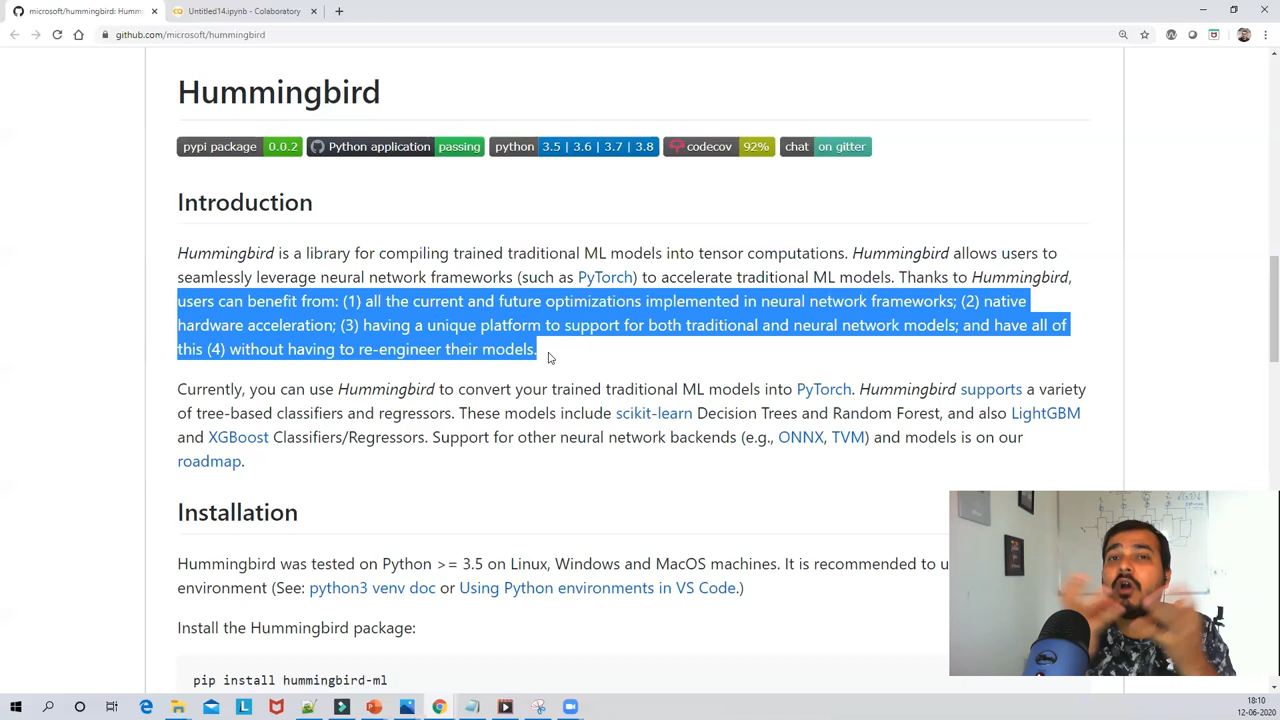 microsoft/hummingbird: Humm
Untitled14.ipynb - Colaboratory
github.com/microsoft/hummingbird
Hummingbird
pypi package 0.0.2 Python application passing python 3.5 | 3.6 | 3.7 | 3.8 codecov 92% chat on gitter
Introduction
Hummingbird is a library for compiling trained traditional ML models into tensor computations. Hummingbird allows users to
seamlessly leverage neural network frameworks (such as PyTorch) to accelerate traditional ML models. Thanks to Hummingbird,
users can benefit from: (1) all the current and future optimizations implemented in neural network frameworks; (2) native
hardware acceleration; (3) having a unique platform to support for both traditional and neural network models; and have all of
this (4) without having to re-engineer their models.
Currently, you can use Hummingbird to convert your trained traditional ML models into PyTorch. Hummingbird supports a variety
of tree-based classifiers and regressors. These models include scikit-learn Decision Trees and Random Forest, and also LightGBM
and XGBoost Classifiers/Regressors. Support for other neural network backends (e.g., ONNX, TVM) and models is on our
roadmap.
Installation
Hummingbird was tested on Python >= 3.5 on Linux, Windows and MacOS machines. It is recommended to u
environment (See: python3 venv doc or Using Python environments in VS Code.)
Install the Hummingbird package:
pip install hummingbird-ml
18:10
12-06-2020